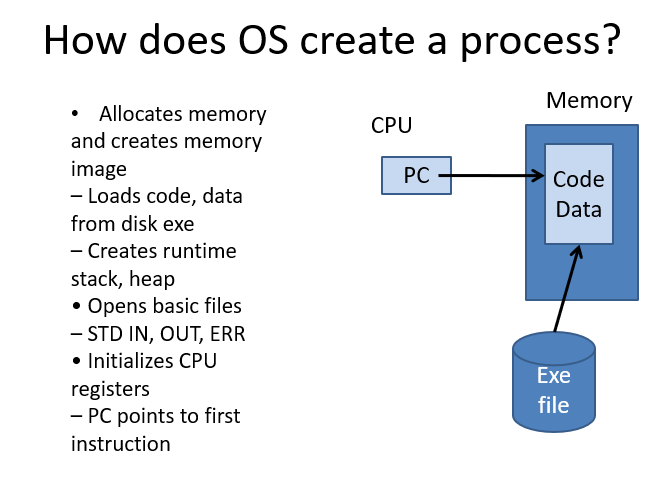 How does OS create a process?
• Allocates memory
and creates memory
image
– Loads code, data
from disk exe
– Creates runtime
stack, heap
• Opens basic files
– STD IN, OUT, ERR
• Initializes CPU
registers
– PC points to first
instruction
CPU
PC
Memory
Code
Data
Exe
file